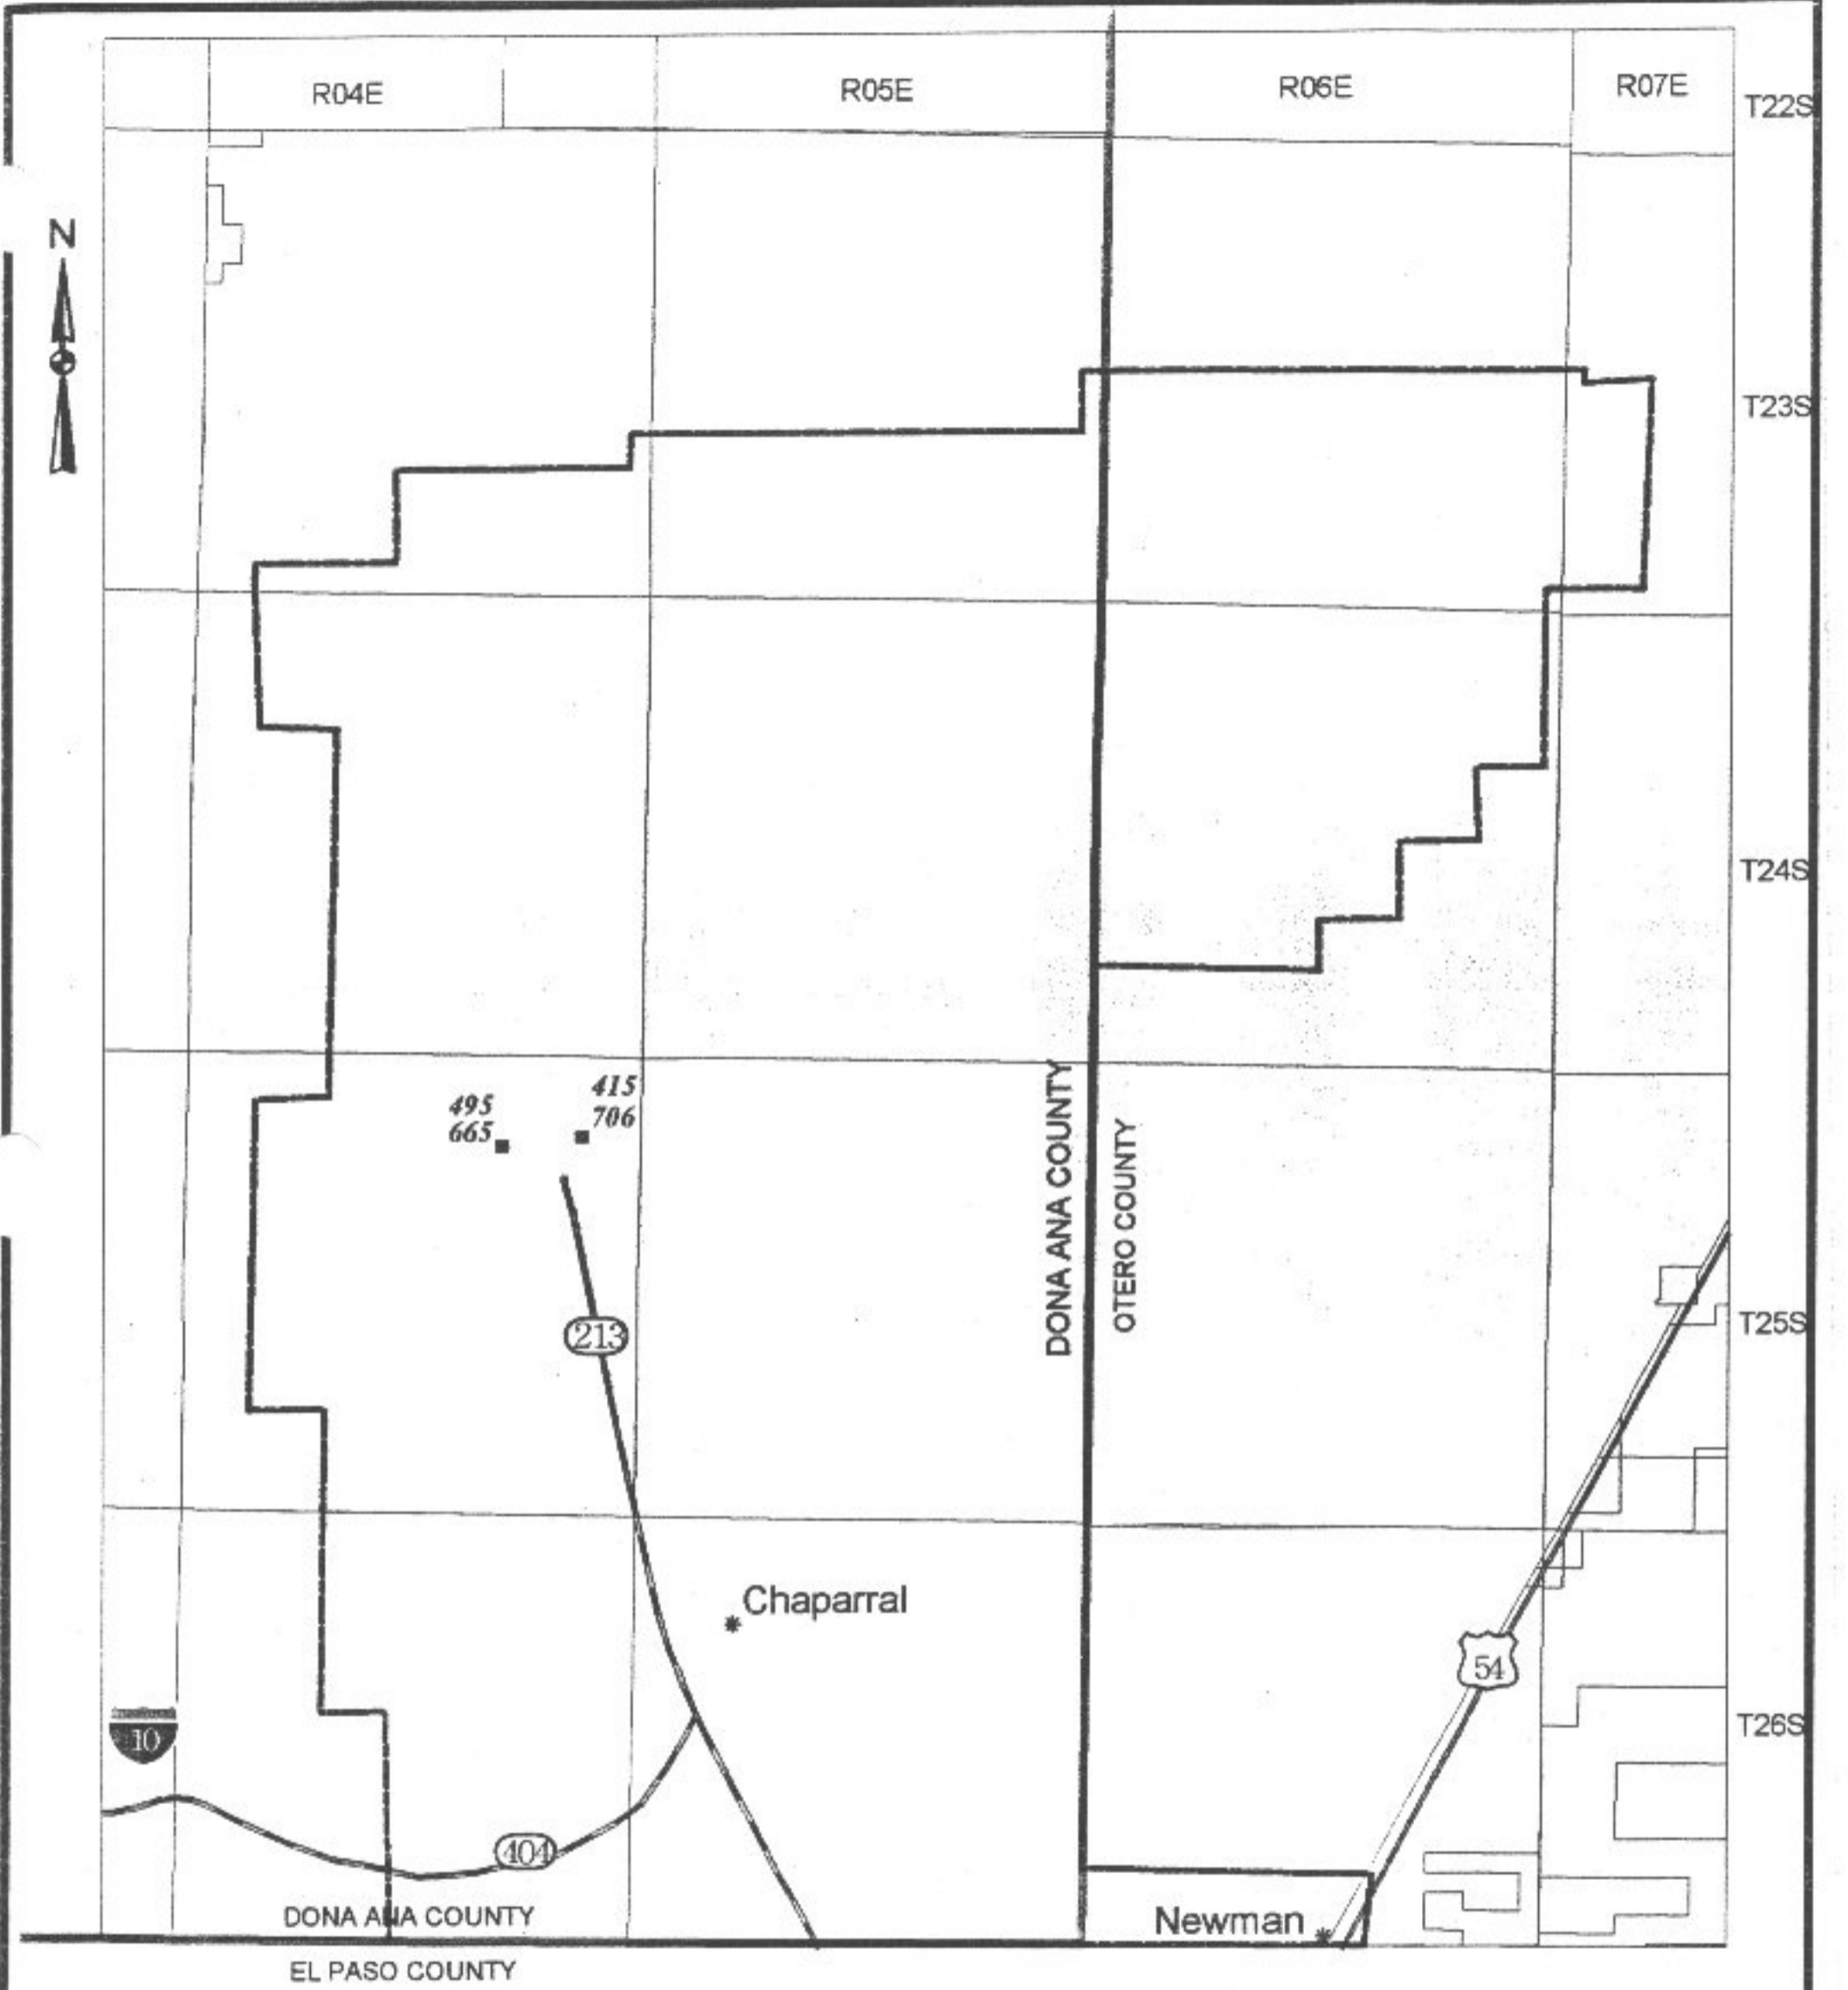 R04E
R05E
R06E
R07E
T22S
N
T23S
T24S
415
706
495
665
DONA ANA COUNTY
OTERO COUNTY
213
T25S
Chaparral
54
10
T26S
404
DONA ANA COUNTY
Newman
EL PASO COUNTY